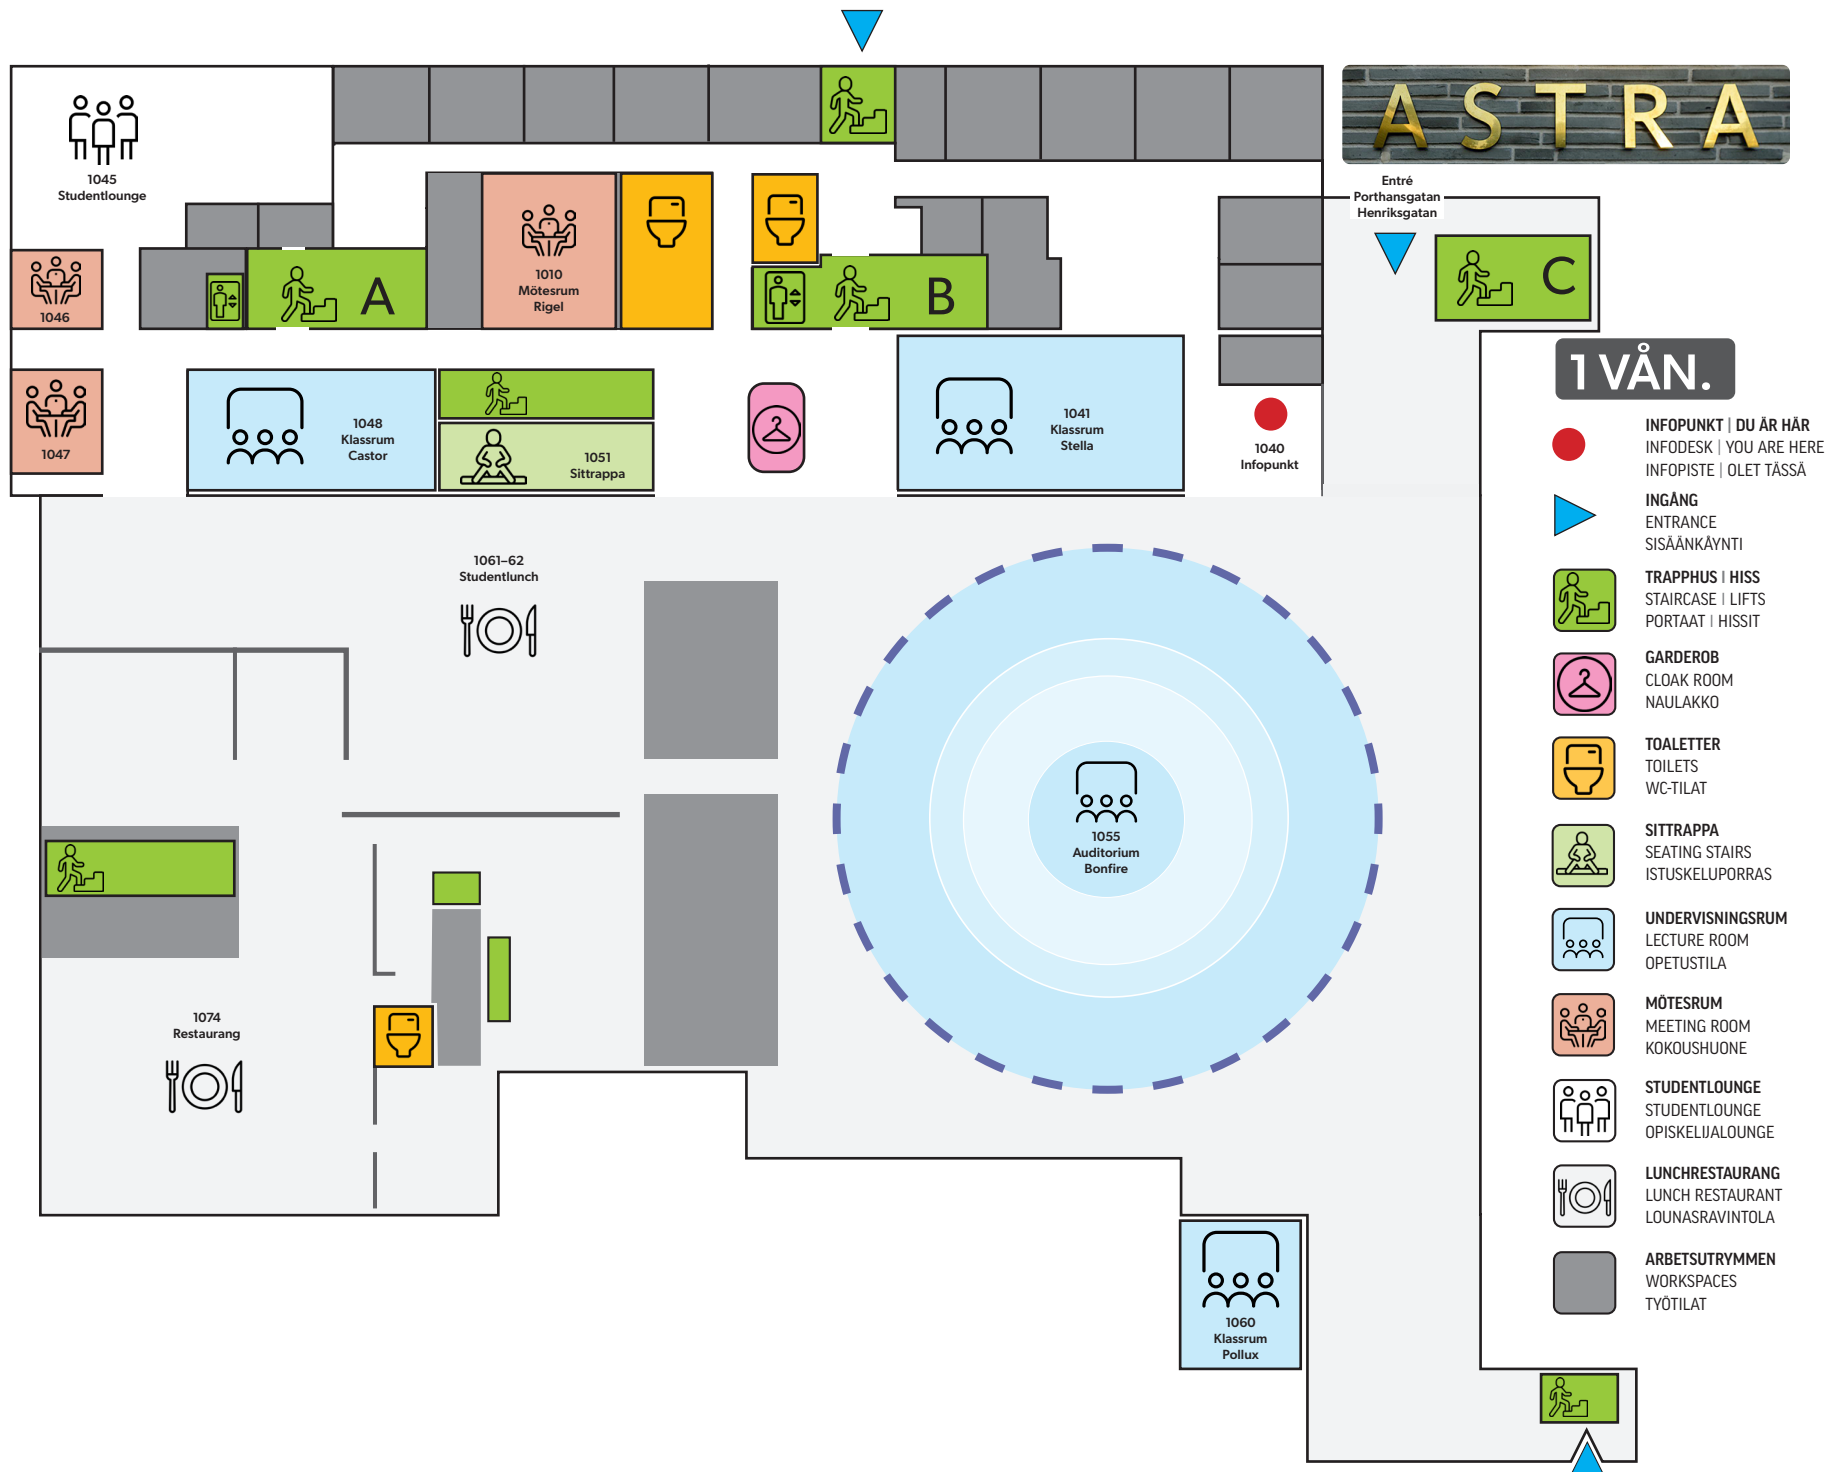 ASTRA
1045
Studentlounge
Entré
Porthansgatan
Henriksgatan
1046
A
1010
Mötesrum
Rigel
B
C
1 VÅN.
1047
1048
Klassrum
Castor
1051
Sittrappa
1041
Klassrum
Stella
1040
Infopunkt
INFOPUNKT | DU ÄR HÄR
INFODESK | YOU ARE HERE
INFOPISTE | OLET TÄSSÄ
INGÅNG
ENTRANCE
SISÄÄNKÄYNTI
TRAPPHUS | HISS
STAIRCASE | LIFTS
PORTAAT | HISSIT
GARDEROB
CLOAK ROOM
NAULAKKO
TOALETTER
TOILETS
WC-TILAT
SITTRAPPA
SEATING STAIRS
ISTUSKELUPORRAS
UNDERVISNINGSRUM
LECTURE ROOM
OPETUSTILA
MÖTESRUM
MEETING ROOM
KOKOUSHUONE
STUDENTLOUNGE
STUDENTLOUNGE
OPISKELIJALOUNGE
LUNCHRESTAURANG
LUNCH RESTAURANT
LOUNASRAVINTOLA
ARBETSUTRYMMEN
WORKSPACES
TYÖTILAT
1061–62
Studentlunch
1055
Auditorium
Bonfire
1074
Restaurang
1060
Klassrum
Pollux